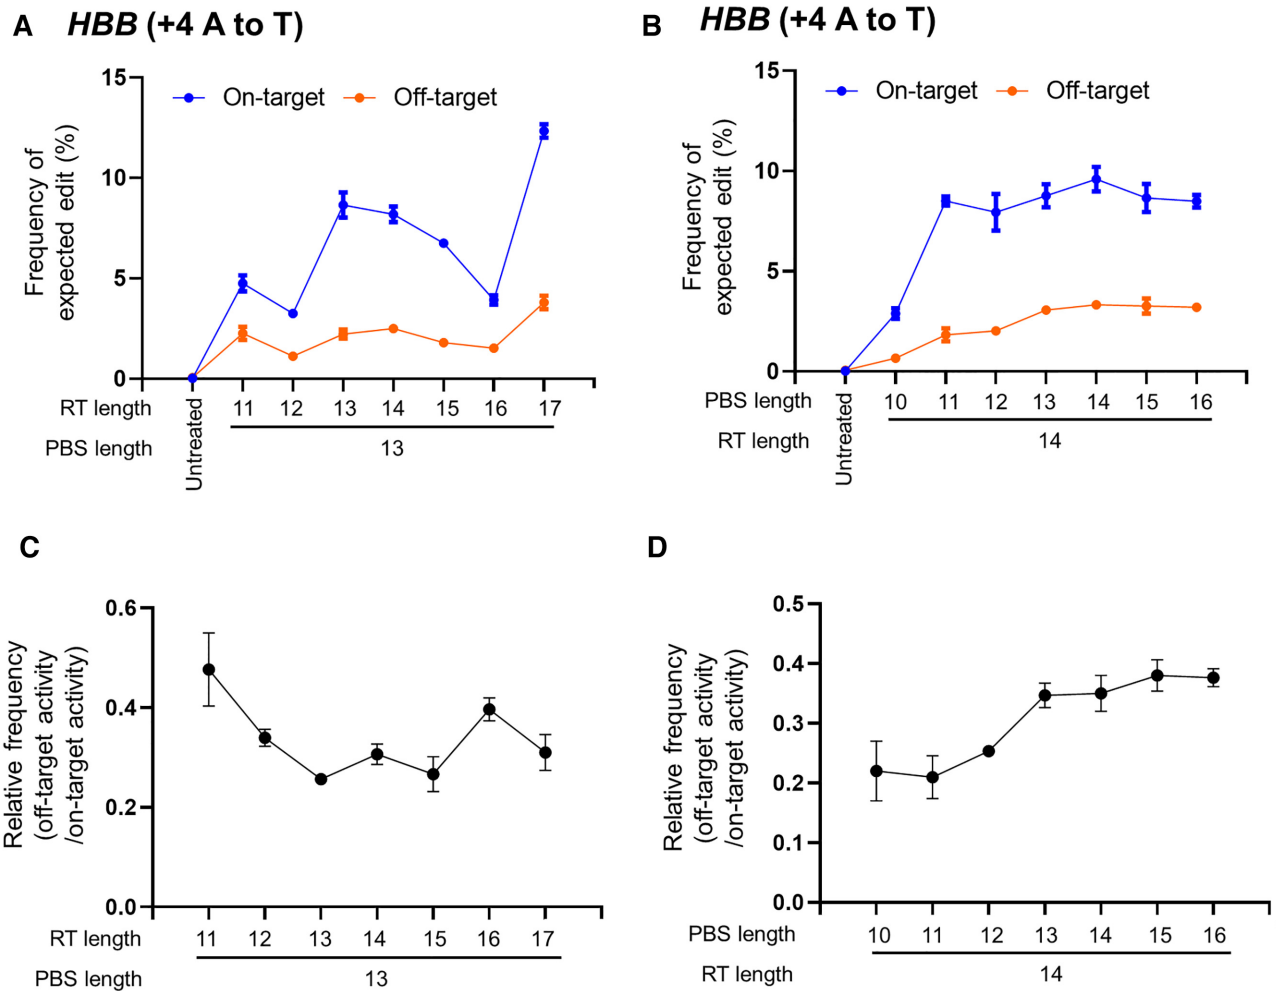 A HBB (+4 A to T)
15
On-target Off-target
10
5
0
Frequency of
expected edit (%)
RT length 11 12 13 14 15 16 17
PBS length 13
Untreated
B HBB (+4 A to T)
15
On-target Off-target
10
5
0
Frequency of
expected edit (%)
PBS length 10 11 12 13 14 15 16
RT length 14
Untreated
C
0.6
0.4
0.2
0.0
Relative frequency
(off-target activity
/on-target activity)
RT length 11 12 13 14 15 16 17
PBS length 13
D
0.5
0.4
0.3
0.2
0.1
0.0
Relative frequency
(off-target activity
/on-target activity)
PBS length 10 11 12 13 14 15 16
RT length 14